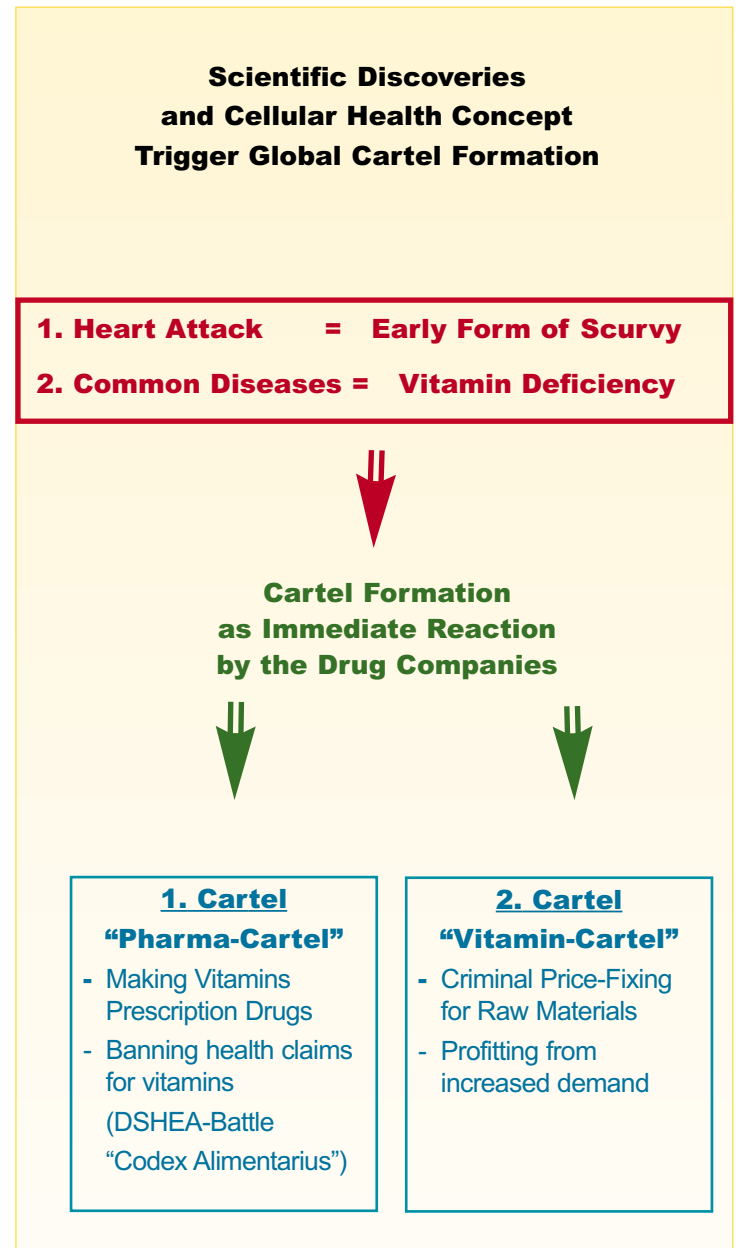 Scientific Discoveries
and Cellular Health Concept
Trigger Global Cartel Formation
1. Heart Attack = Early Form of Scurvy
2. Common Diseases = Vitamin Deficiency
Cartel Formation
as Immediate Reaction
by the Drug Companies
1. Cartel
“Pharma-Cartel”
- Making Vitamins
Prescription Drugs
- Banning health claims
for vitamins
(DSHEA-Battle
“Codex Alimentarius”)
2. Cartel
“Vitamin-Cartel”
- Criminal Price-Fixing
for Raw Materials
- Profitting from
increased demand